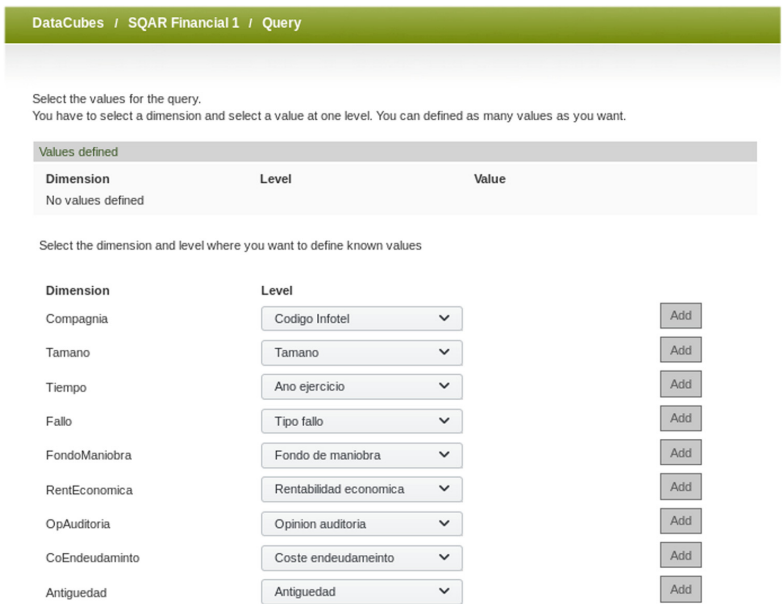 DataCubes / SQAR Financial 1 / Query
Select the values for the query.
You have to select a dimension and select a value at one level. You can defined as many values as you want.
Values defined
Dimension Level Value
No values defined
Select the dimension and level where you want to define known values
Dimension Level
Compagnia Codigo Infotel Add
Tamano Tamano Add
Tiempo Ano ejercicio Add
Fallo Tipo fallo Add
FondoManiobra Fondo de maniobra Add
RentEconomica Rentabilidad economica Add
OpAuditoria Opinion auditoria Add
CoEndeudaminto Coste endeudameinto Add
Antiguedad Antiguedad Add